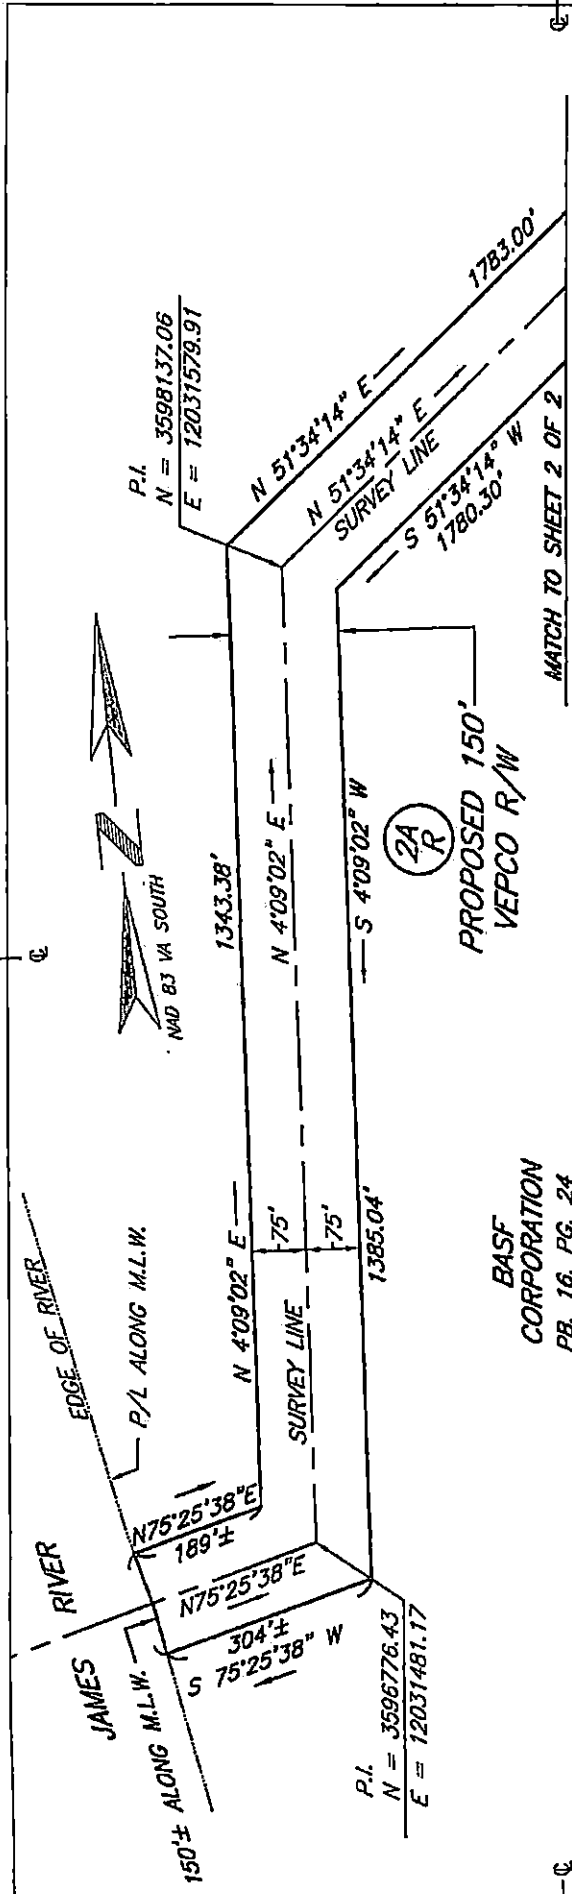 JAMES RIVER
EDGE OF RIVER
P/L ALONG M.L.W.
150'± ALONG M.L.W.
N75°25'38"E
189'±
N75°25'38"E
304'±
S 75°25'38" W
P.I.
N = 3596776.43
E = 12031481.17
NAD 83 VA SOUTH
N 4°09'02" E
1343.38'
SURVEY LINE
N 4°09'02" E
75'
75'
1385.04'
S 4°09'02" W
P.I.
N = 3598137.06
E = 12031579.91
N 51°34'14" E
1783.00'
N 51°34'14" E
SURVEY LINE
S 51°34'14" W
1780.30'
2A
R
PROPOSED 150'
VEPCO R/W
MATCH TO SHEET 2 OF 2
BASF
CORPORATION
PB. 16, PG. 24
℄
℄
℄